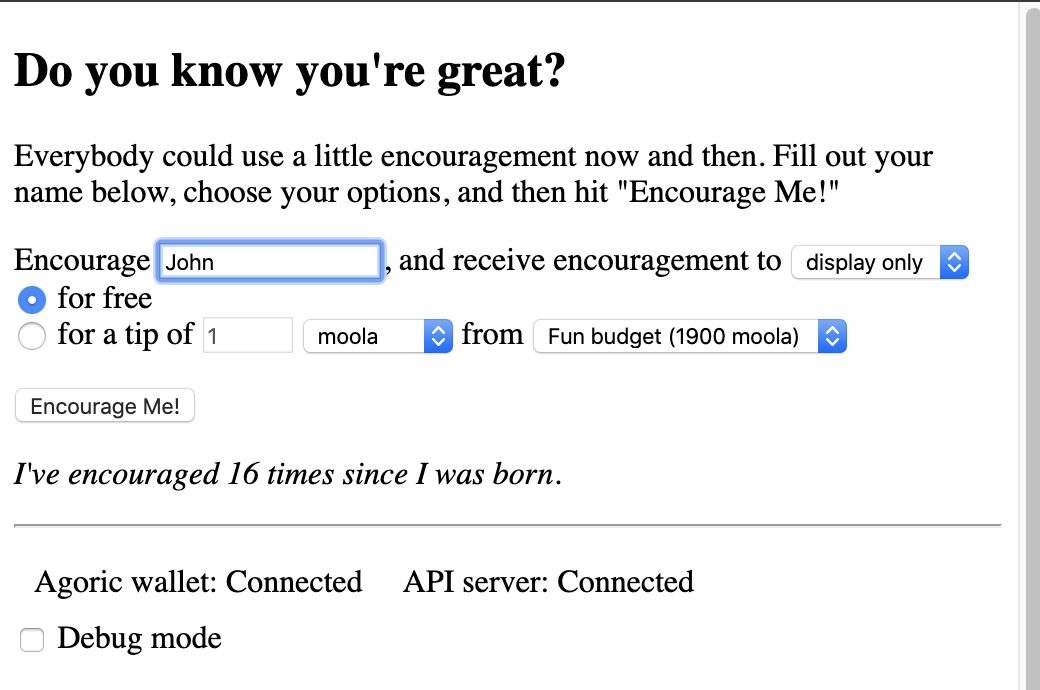 Do you know you're great?
Everybody could use a little encouragement now and then. Fill out your
name below, choose your options, and then hit "Encourage Me!"
Encourage John, and receive encouragement to display only
for free
for a tip of 1 moola from Fun budget (1900 moola)
Encourage Me!
I've encouraged 16 times since I was born.
Agoric wallet: Connected API server: Connected
Debug mode